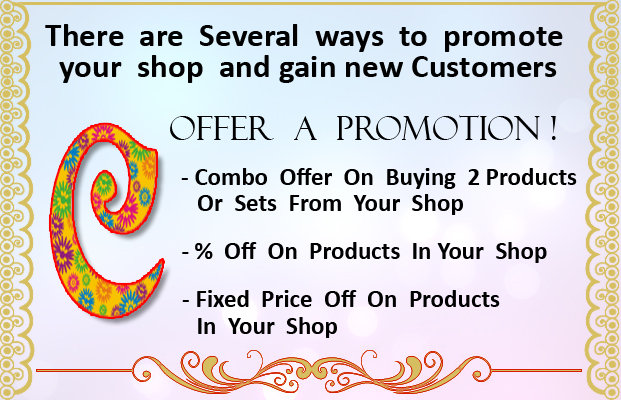 There are Several ways to promote
your shop and gain new Customers
OFFER A PROMOTION !
- Combo Offer On Buying 2 Products
Or Sets From Your Shop
- % Off On Products In Your Shop
- Fixed Price Off On Products
In Your Shop